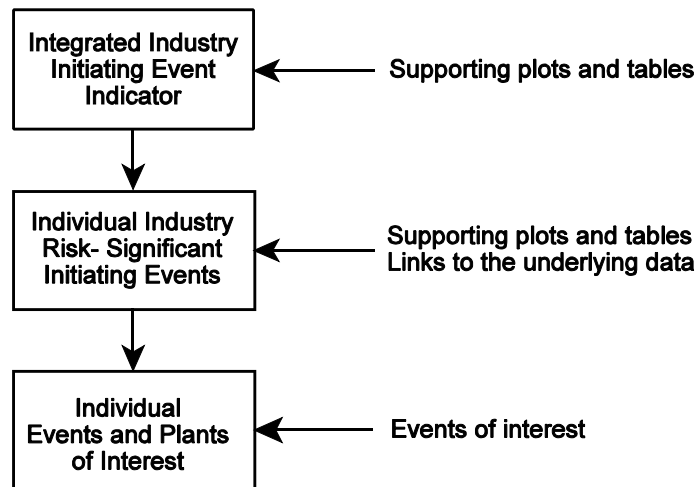 Integrated Industry
Initiating Event
Indicator
Supporting plots and tables
Individual Industry
Risk- Significant
Initiating Events
Supporting plots and tables
Links to the underlying data
Individual
Events and Plants
of Interest
Events of interest